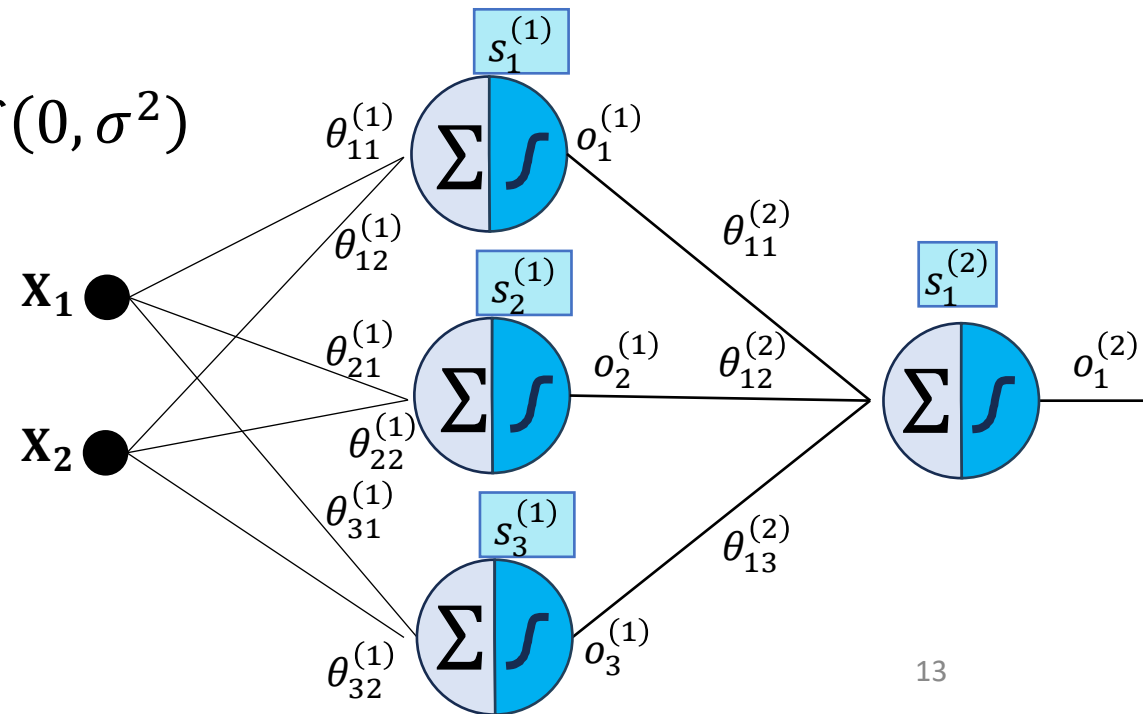 s₁⁽¹⁾
(0, σ²)
θ₁₁⁽¹⁾
Σ ∫
o₁⁽¹⁾
θ₁₂⁽¹⁾
θ₁₁⁽²⁾
X₁
s₂⁽¹⁾
s₁⁽²⁾
θ₂₁⁽¹⁾
Σ ∫
o₂⁽¹⁾
θ₁₂⁽²⁾
Σ ∫
o₁⁽²⁾
X₂
θ₂₂⁽¹⁾
θ₃₁⁽¹⁾
s₃⁽¹⁾
θ₁₃⁽²⁾
Σ ∫
θ₃₂⁽¹⁾
o₃⁽¹⁾
13